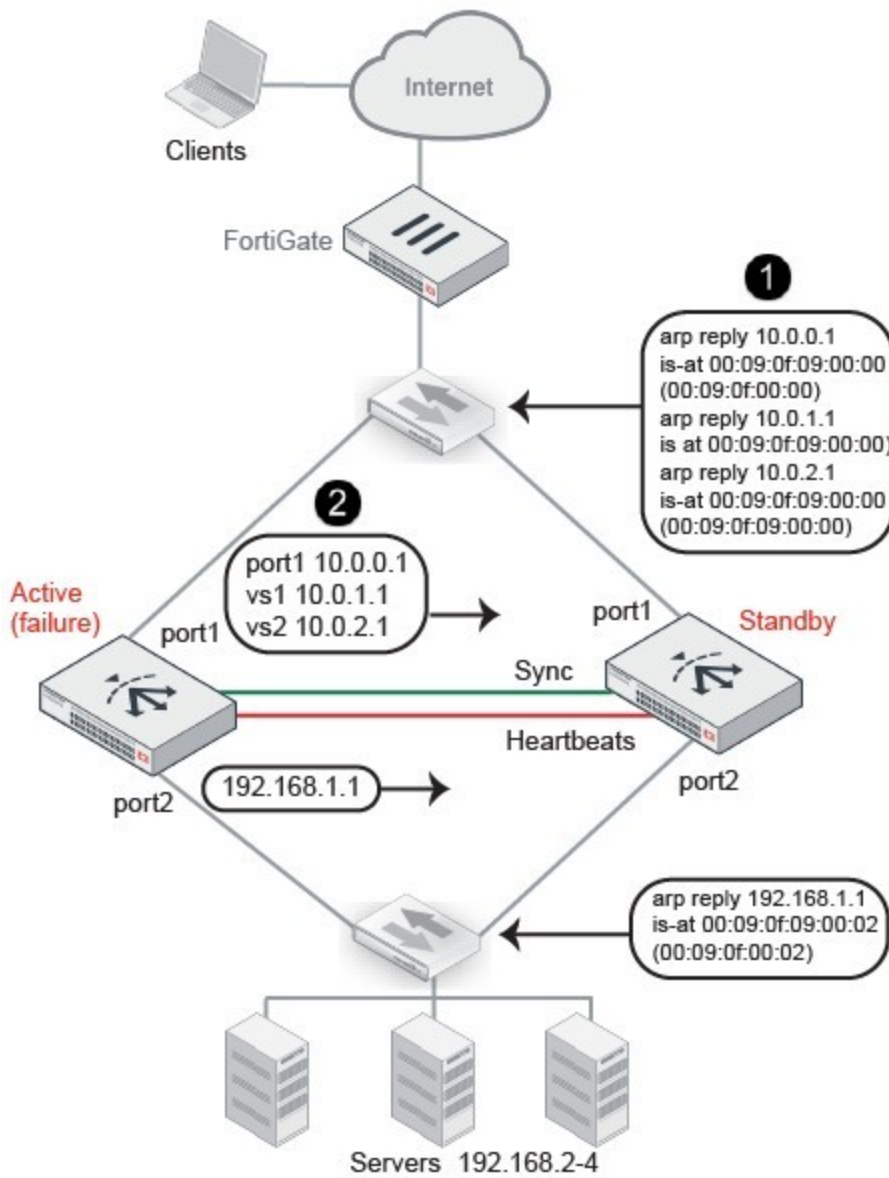 Internet
Clients
FortiGate
1
arp reply 10.0.0.1
is-at 00:09:0f:09:00:00
(00:09:0f:00:00)
arp reply 10.0.1.1
is at 00:09:0f:09:00:00)
arp reply 10.0.2.1
is-at 00:09:0f:09:00:00
(00:09:0f:09:00:00)
2
port1 10.0.0.1
vs1 10.0.1.1
vs2 10.0.2.1
Active
(failure)
port1
port1
Standby
Sync
Heartbeats
port2
192.168.1.1
port2
arp reply 192.168.1.1
is-at 00:09:0f:09:00:02
(00:09:0f:00:02)
Servers 192.168.2-4